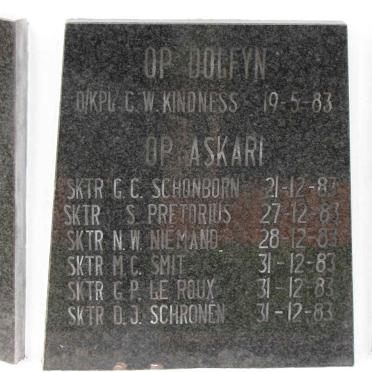 OP DOLFYN
O/KPL G. W. KINDNESS 19-5-83
OP ASKARI
SKTR G. C. SCHONBORN 21-12-83
SKTR S. PRETORIUS 27-12-83
SKTR N. W. NIEMAND 28-12-83
SKTR M. C. SMIT 31-12-83
SKTR G. P. LE ROUX 31-12-83
SKTR D. J. SCHRONEN 31-12-83